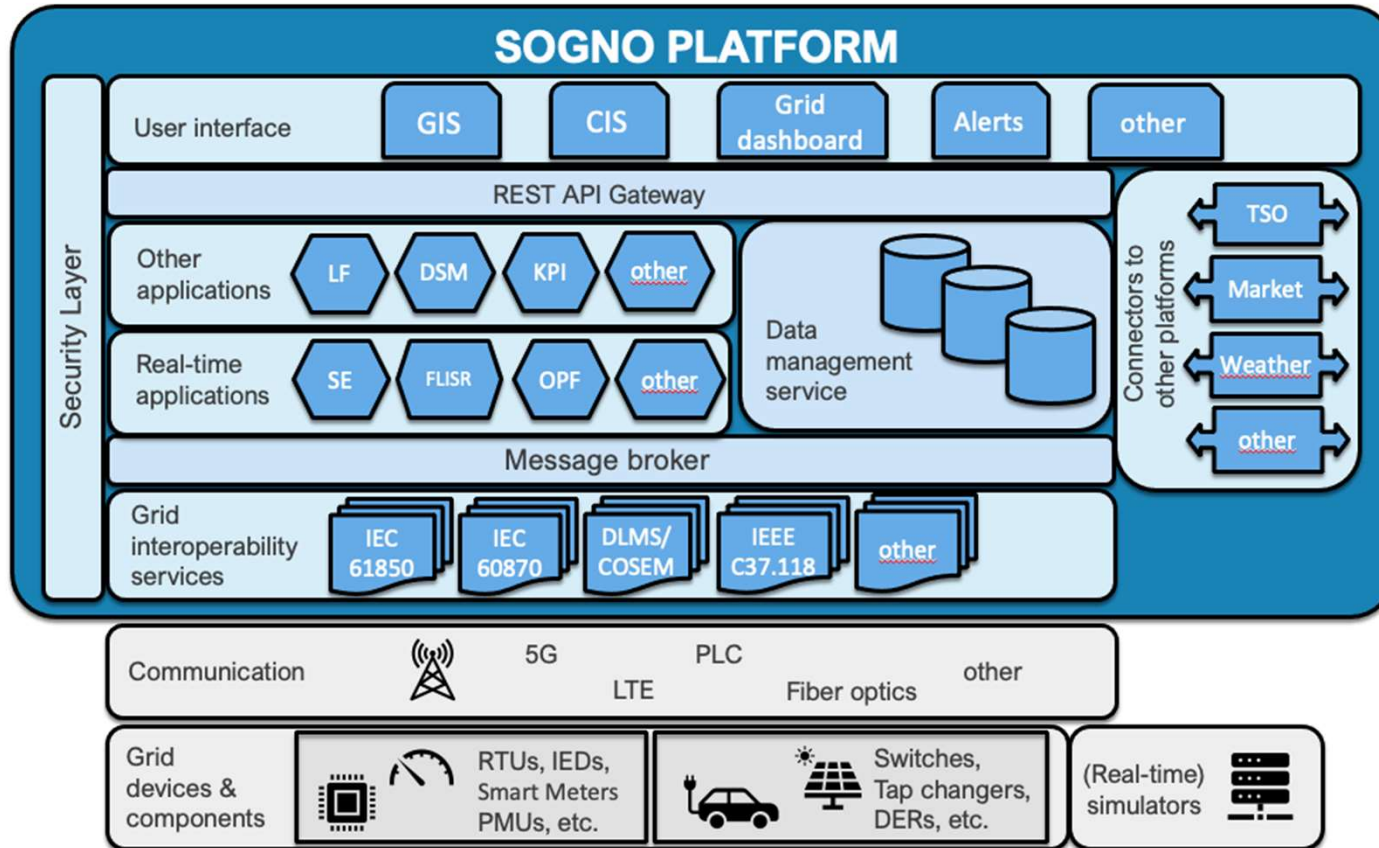 SOGNO PLATFORM
Security Layer
User interface
GIS
CIS
Grid
dashboard
Alerts
other
REST API Gateway
Other
applications
LF
DSM
KPI
other
Real-time
applications
SE
FLISR
OPF
other
Data
management
service
Connectors to
other platforms
TSO
Market
Weather
other
Message broker
Grid
interoperability
services
IEC
61850
IEC
60870
DLMS/
COSEM
IEEE
C37.118
other
Communication
5G
LTE
PLC
Fiber optics
other
Grid
devices &
components
RTUs, IEDs,
Smart Meters
PMUs, etc.
Switches,
Tap changers,
DERs, etc.
(Real-time)
simulators